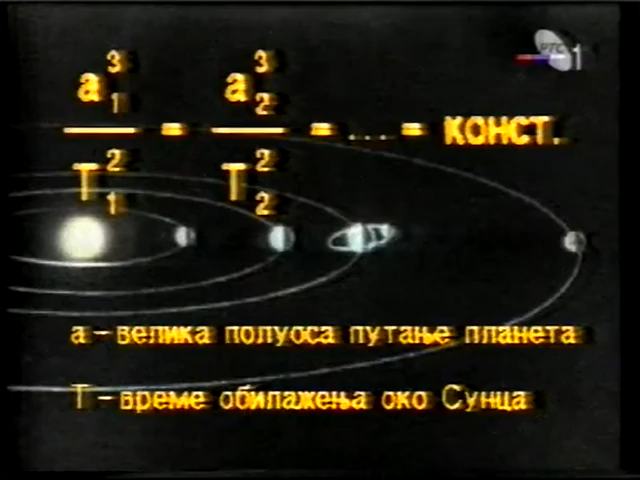 РТС 1
a₁³/T₁² = a₂³/T₂² = ... = КОНСТ.
а – велика полуоса путање планета
Т – време обилажења око Сунца